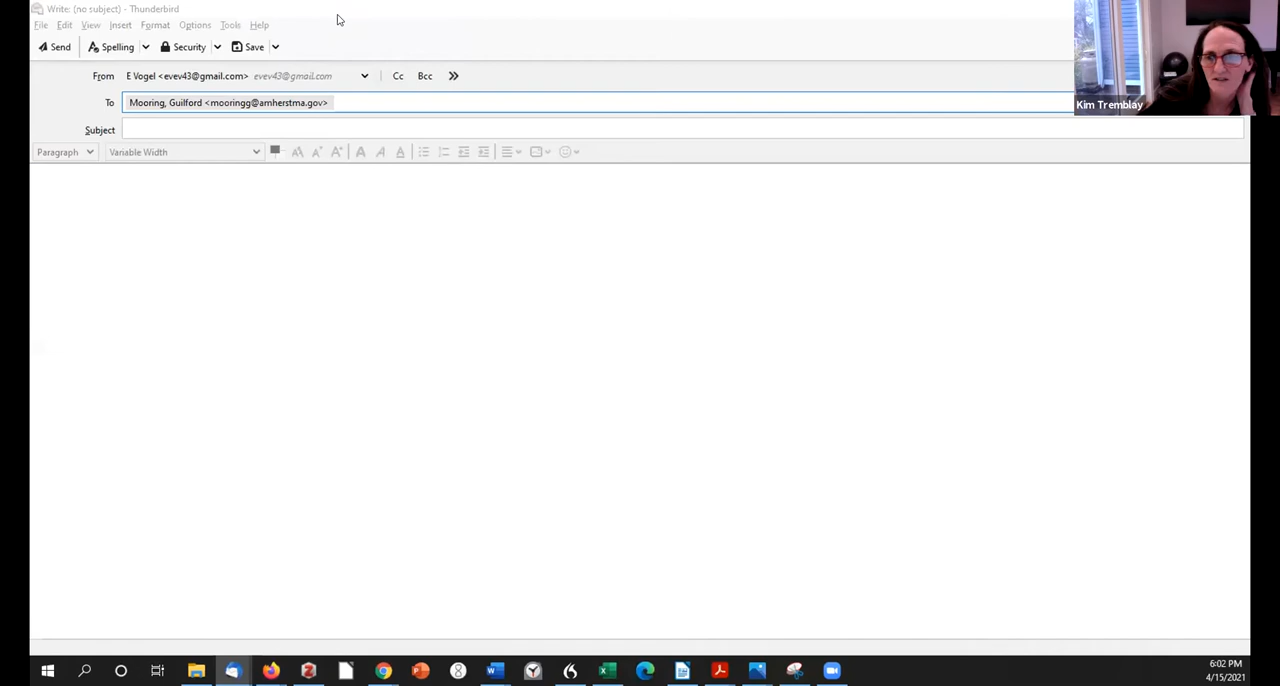 Write: (no subject) - Thunderbird
File Edit View Insert Format Options Tools Help
Send Spelling Security Save
From E Vogel <evev43@gmail.com> evev43@gmail.com Cc Bcc
Kim Tremblay
To Mooring, Guilford <mooringg@amherstma.gov>
Subject
Paragraph Variable Width
6:02 PM
4/15/2021